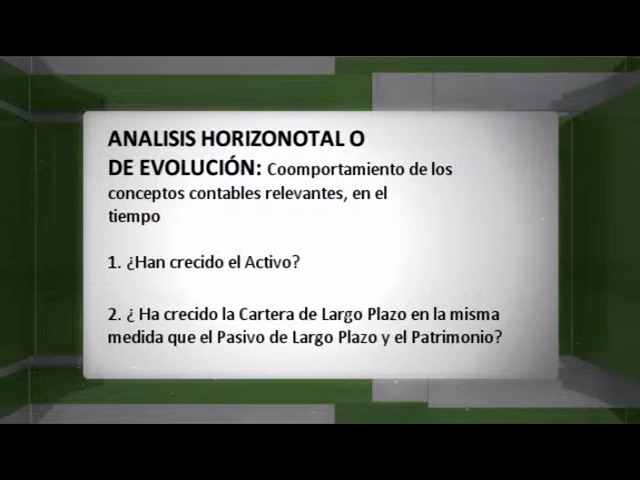 ANALISIS HORIZONOTAL O
DE EVOLUCIÓN: Coomportamiento de los
conceptos contables relevantes, en el
tiempo
1. ¿Han crecido el Activo?
2. ¿ Ha crecido la Cartera de Largo Plazo en la misma
medida que el Pasivo de Largo Plazo y el Patrimonio?